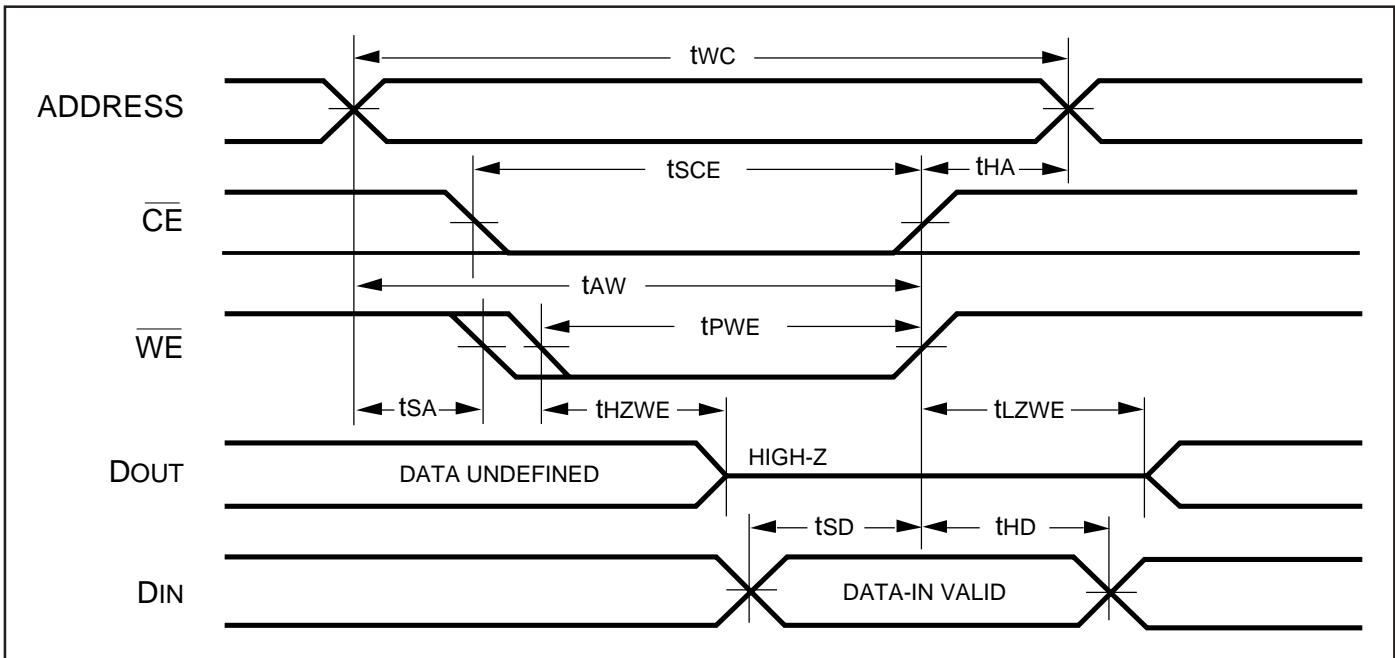 tWC
ADDRESS
tSCE
tHA
CE
tAW
tPWE
WE
tSA
tHZWE
tLZWE
DOUT
DATA UNDEFINED
HIGH-Z
tSD
tHD
DIN
DATA-IN VALID